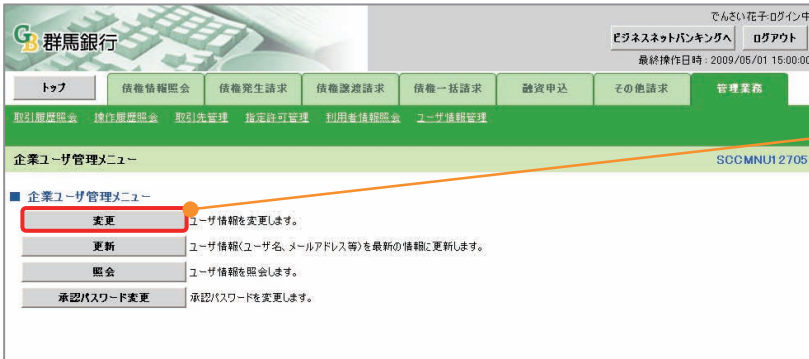 でんさい花子:ログイン中
GB 群馬銀行
ビジネスネットバンキングへ ログアウト
最終操作日時：2009/05/01 15:00:00
トップ 債権情報照会 債権発生請求 債権譲渡請求 債権一括請求 融資申込 その他請求 管理業務
取引履歴照会 操作履歴照会 取引先管理 指定許可管理 利用者情報照会 ユーザ情報管理
企業ユーザ管理メニュー SCCMNU12705
■ 企業ユーザ管理メニュー
変更 ユーザ情報を変更します。
更新 ユーザ情報（ユーザ名、メールアドレス等）を最新の情報に更新します。
照会 ユーザ情報を照会します。
承認パスワード変更 承認パスワードを変更します。